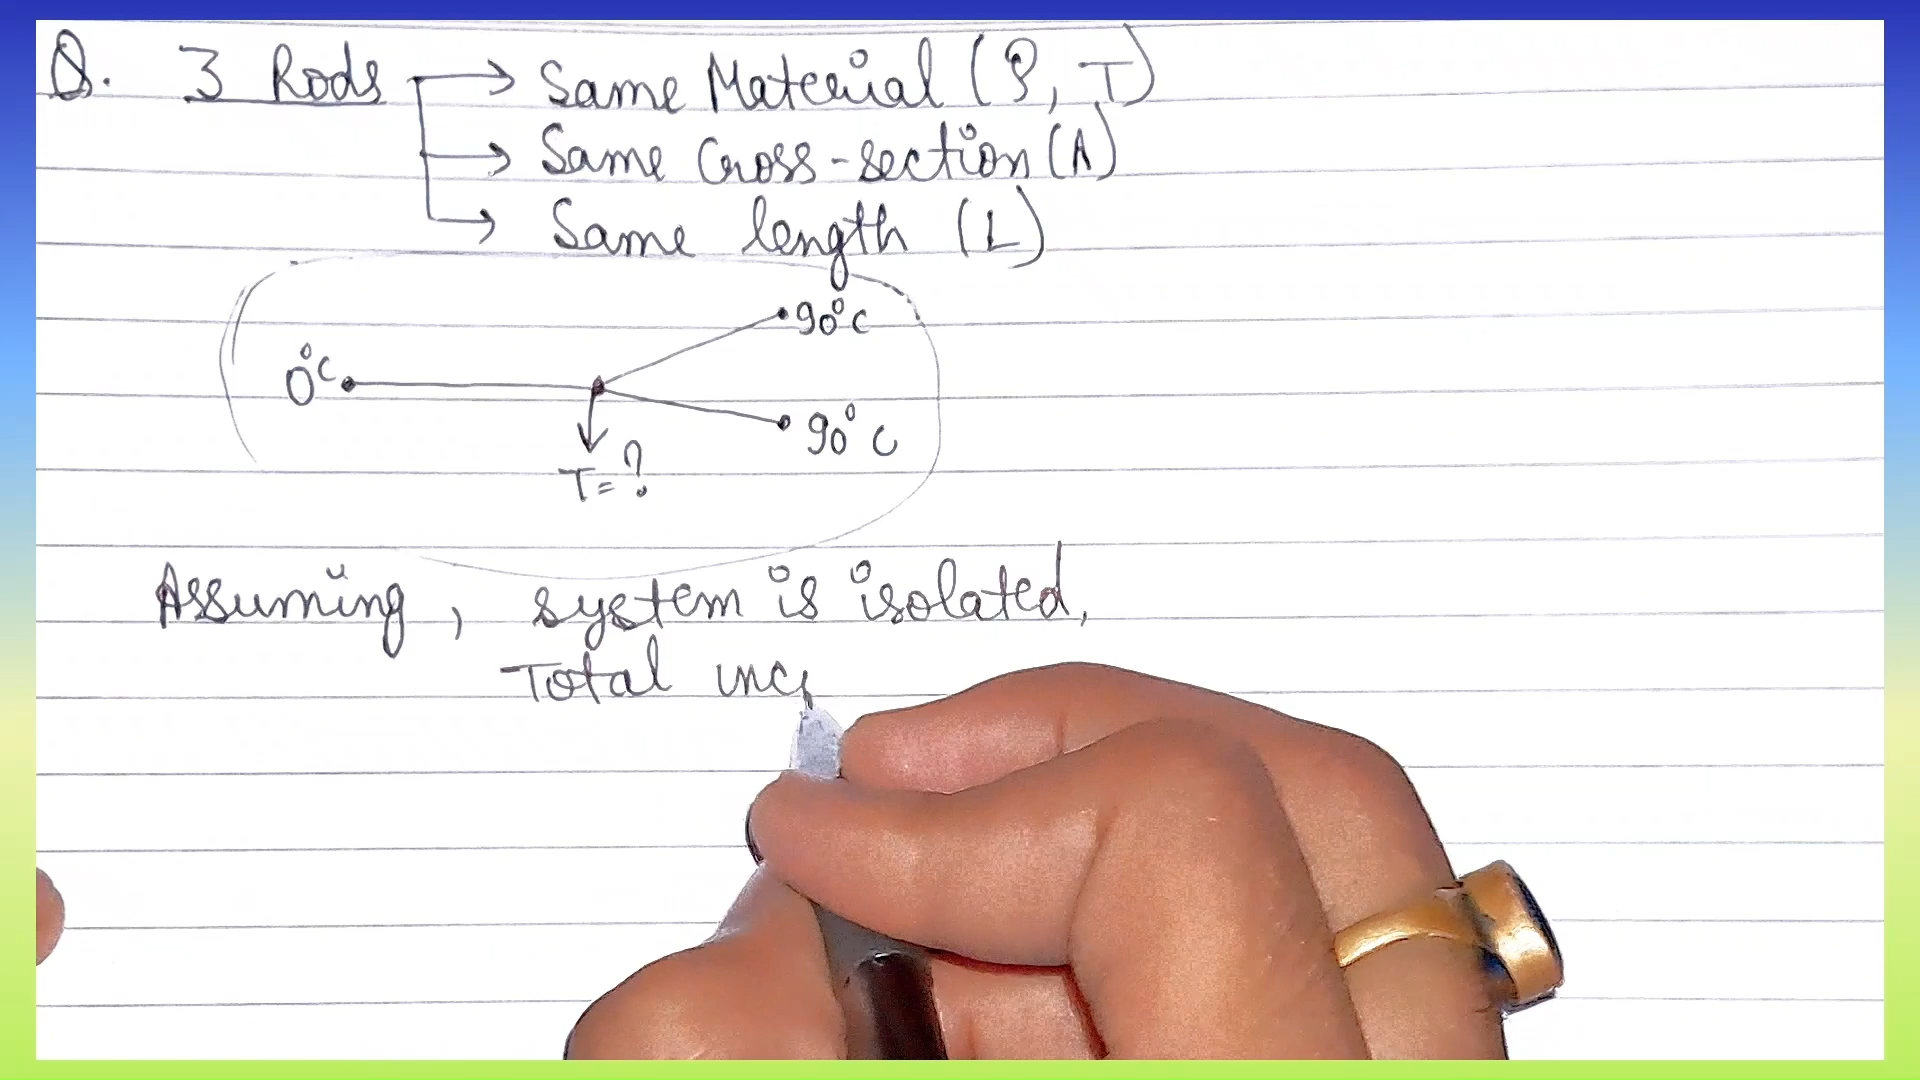 Q. 3 Rods → Same Material (ρ, T)
→ Same Cross-section (A)
→ Same length (L)
90°C
0°C
90°C
T=?
Assuming, system is isolated,
Total inc